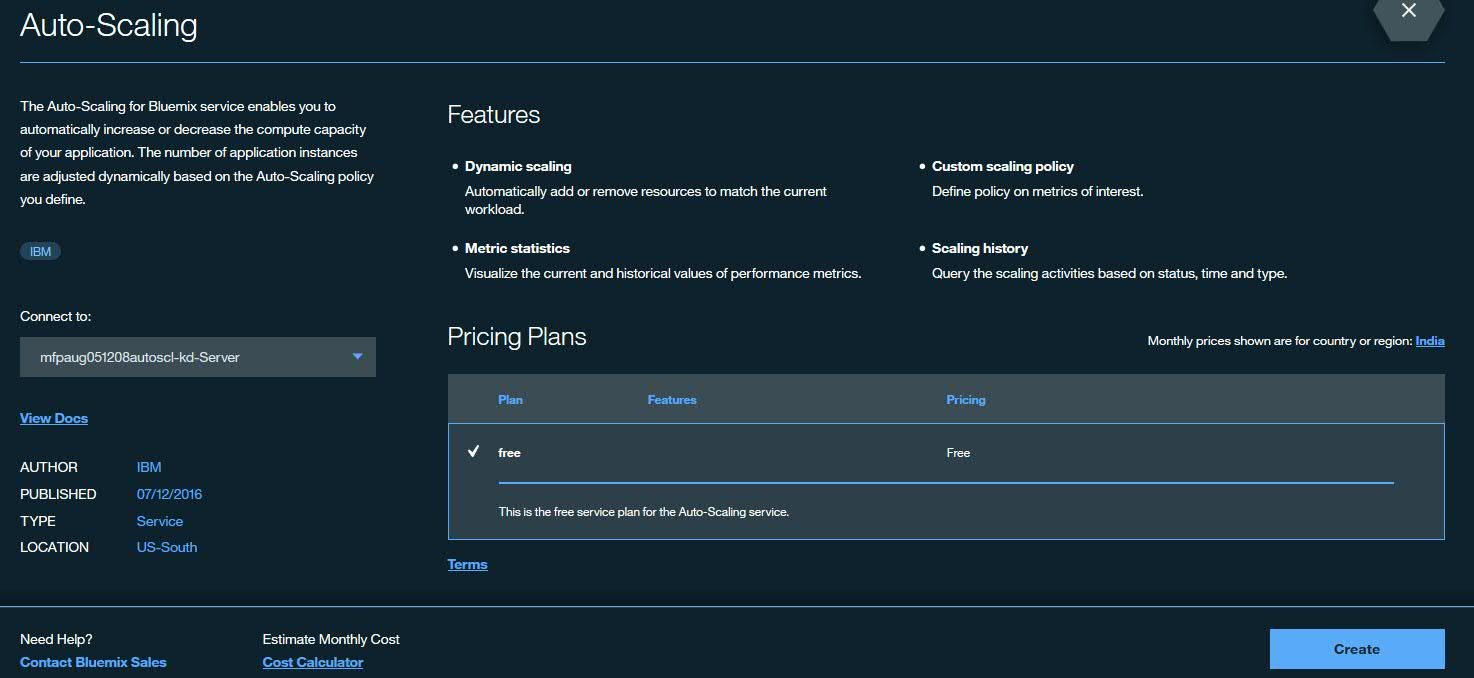 Auto-Scaling
The Auto-Scaling for Bluemix service enables you to
automatically increase or decrease the compute capacity
of your application. The number of application instances
are adjusted dynamically based on the Auto-Scaling policy
you define.
IBM
Connect to:
mfpaug051208autoscl-kd-Server
View Docs
AUTHOR IBM
PUBLISHED 07/12/2016
TYPE Service
LOCATION US-South
Features
Dynamic scaling
Automatically add or remove resources to match the current
workload.
Custom scaling policy
Define policy on metrics of interest.
Metric statistics
Visualize the current and historical values of performance metrics.
Scaling history
Query the scaling activities based on status, time and type.
Pricing Plans
Monthly prices shown are for country or region: India
Plan Features Pricing
free Free
This is the free service plan for the Auto-Scaling service.
Terms
Need Help?
Contact Bluemix Sales
Estimate Monthly Cost
Cost Calculator
Create